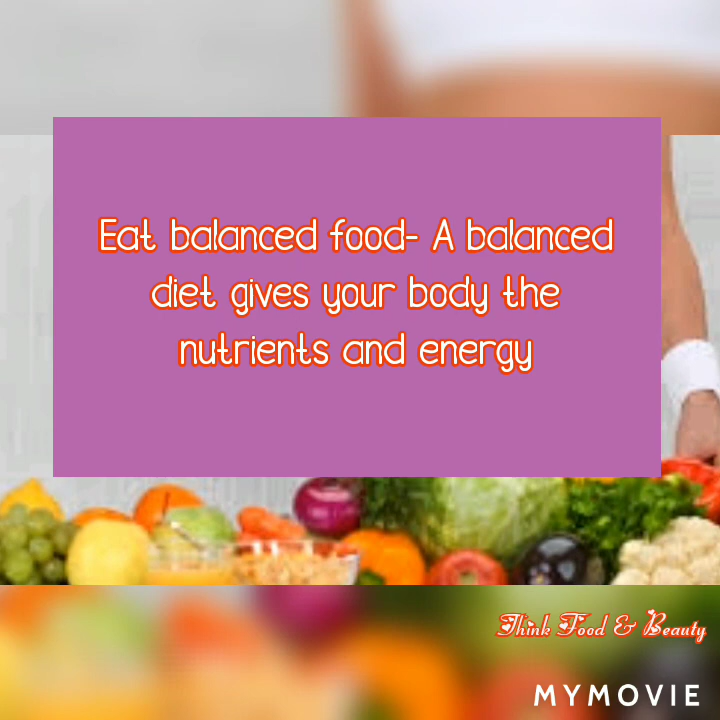 Eat balanced food- A balanced
diet gives your body the
nutrients and energy
Think Food & Beauty
MYMOVIE